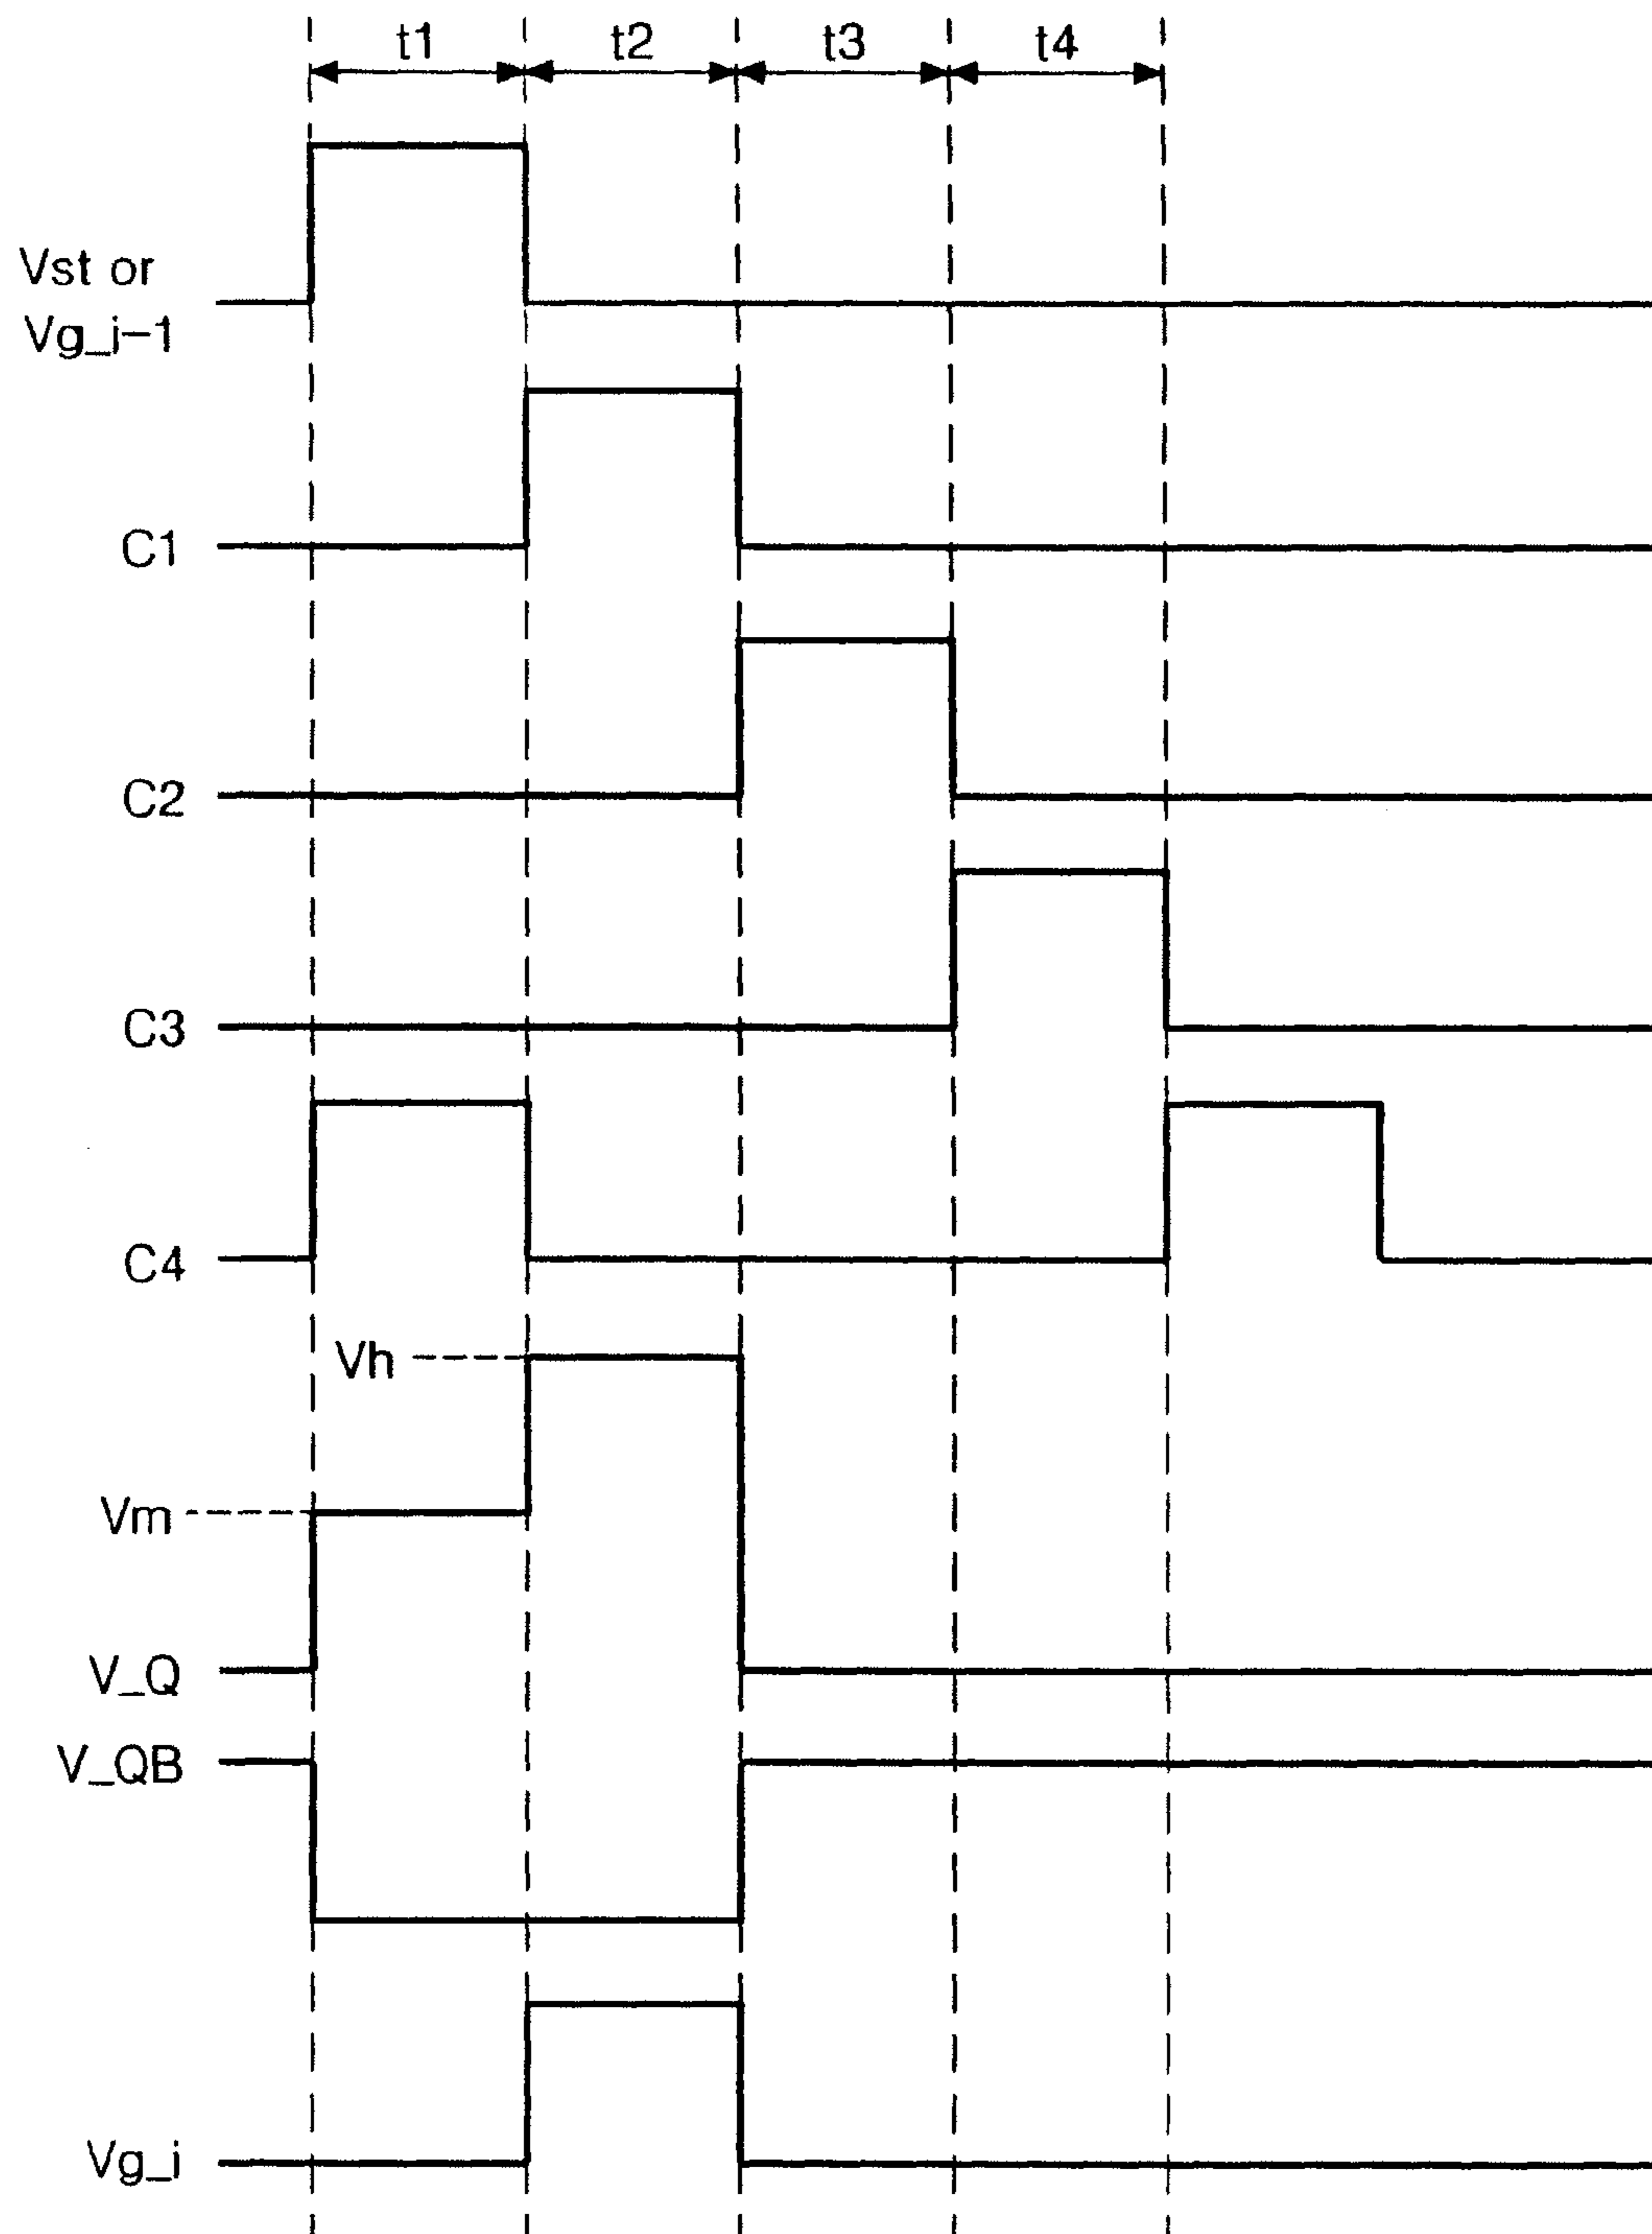 t1 t2 t3 t4
Vst or
Vg_i-1
C1
C2
C3
C4
Vh
Vm
V_Q
V_QB
Vg_i